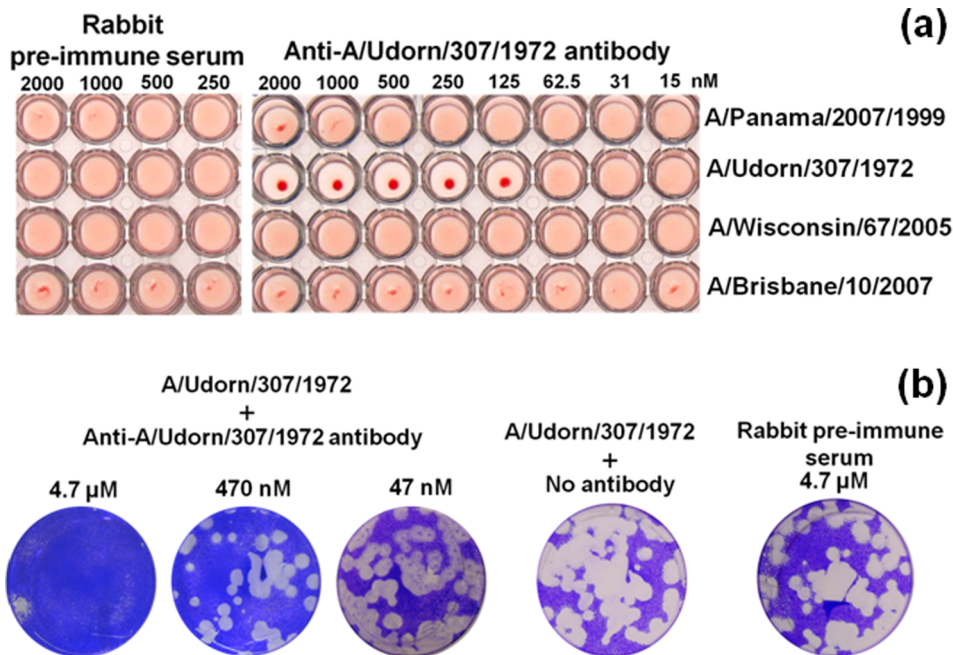 (a)
Rabbit
pre-immune serum
Anti-A/Udorn/307/1972 antibody
2000 1000 500 250
2000 1000 500 250 125 62.5 31 15 nM
A/Panama/2007/1999
A/Udorn/307/1972
A/Wisconsin/67/2005
A/Brisbane/10/2007
(b)
A/Udorn/307/1972
+
Anti-A/Udorn/307/1972 antibody
4.7 µM 470 nM 47 nM
A/Udorn/307/1972
+
No antibody
Rabbit pre-immune
serum
4.7 µM